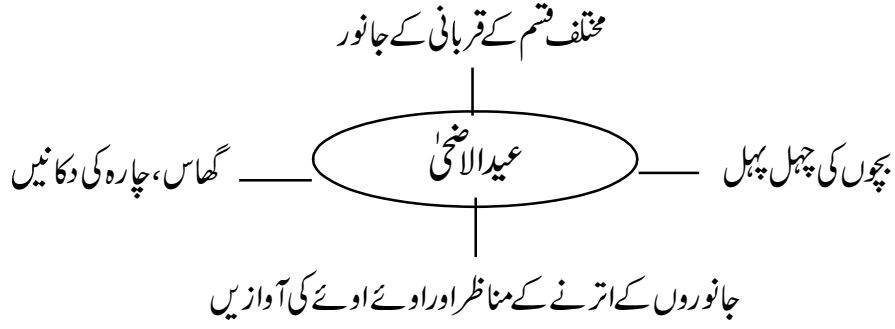 مختلف قسم کے قربانی کے جانور
عیدالاضحیٰ
بچوں کی چہل پہل
گھاس، چارہ کی دکانیں
جانوروں کے اترنے کے مناظر اور اوئے اوئے کی آوازیں